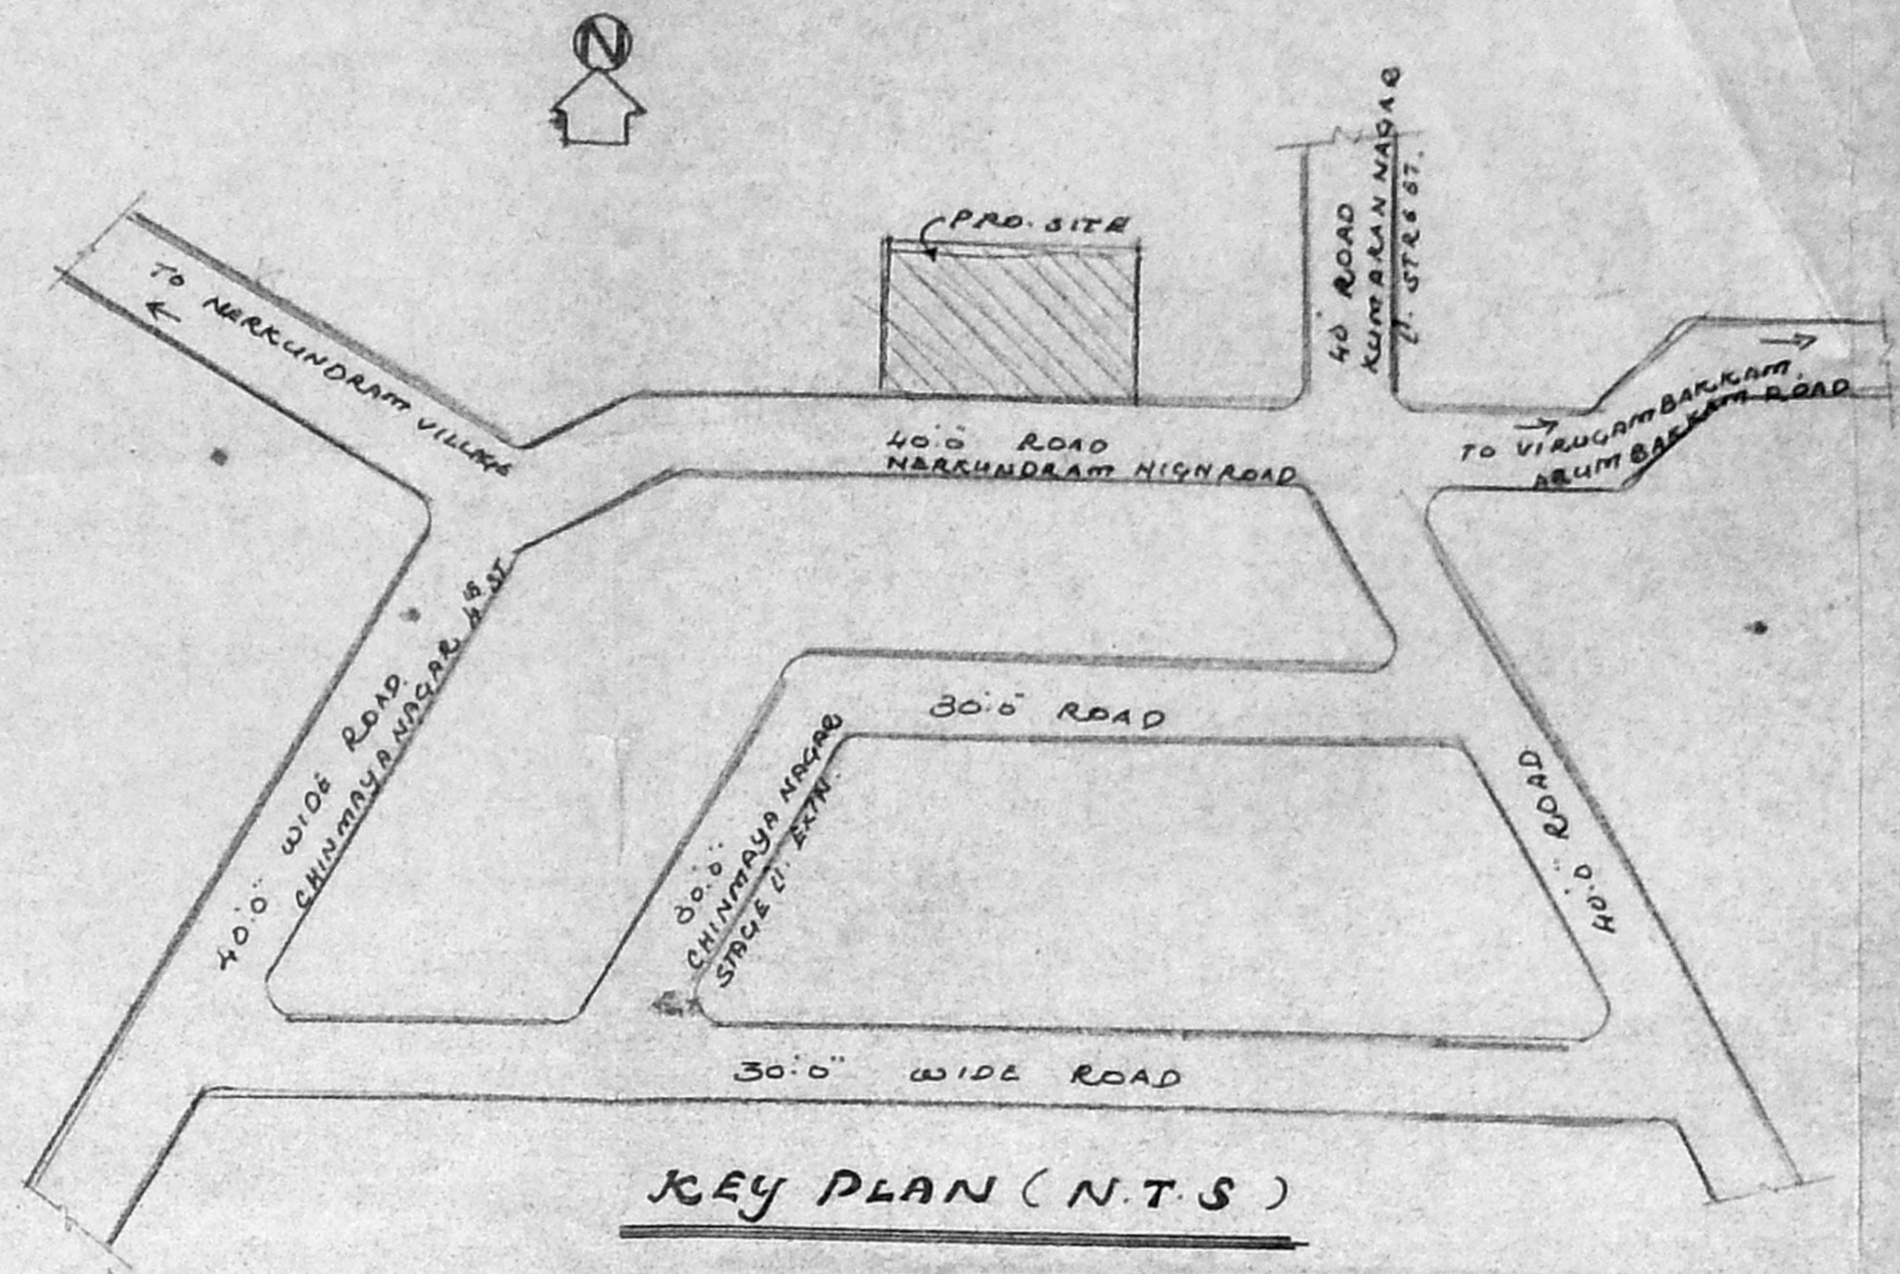 N
PRO. SITE
40' ROAD
KUMARAN NAGAR
II. STREET.
TO NERKUNDRAM VILLAGE
←
→
40'.0" ROAD
NERKUNDRAM HIGH ROAD
→
TO VIRUGAMBAKKAM.
ARUMBAKKAM ROAD
40'.0" WIDE ROAD.
CHINMAYA NAGAR 4th ST
30'.0" ROAD
30'.0"
CHINMAYA NAGAR
STAGE II. EXTN.
40'.0" ROAD
30'.0" WIDE ROAD
KEY PLAN (N.T.S)